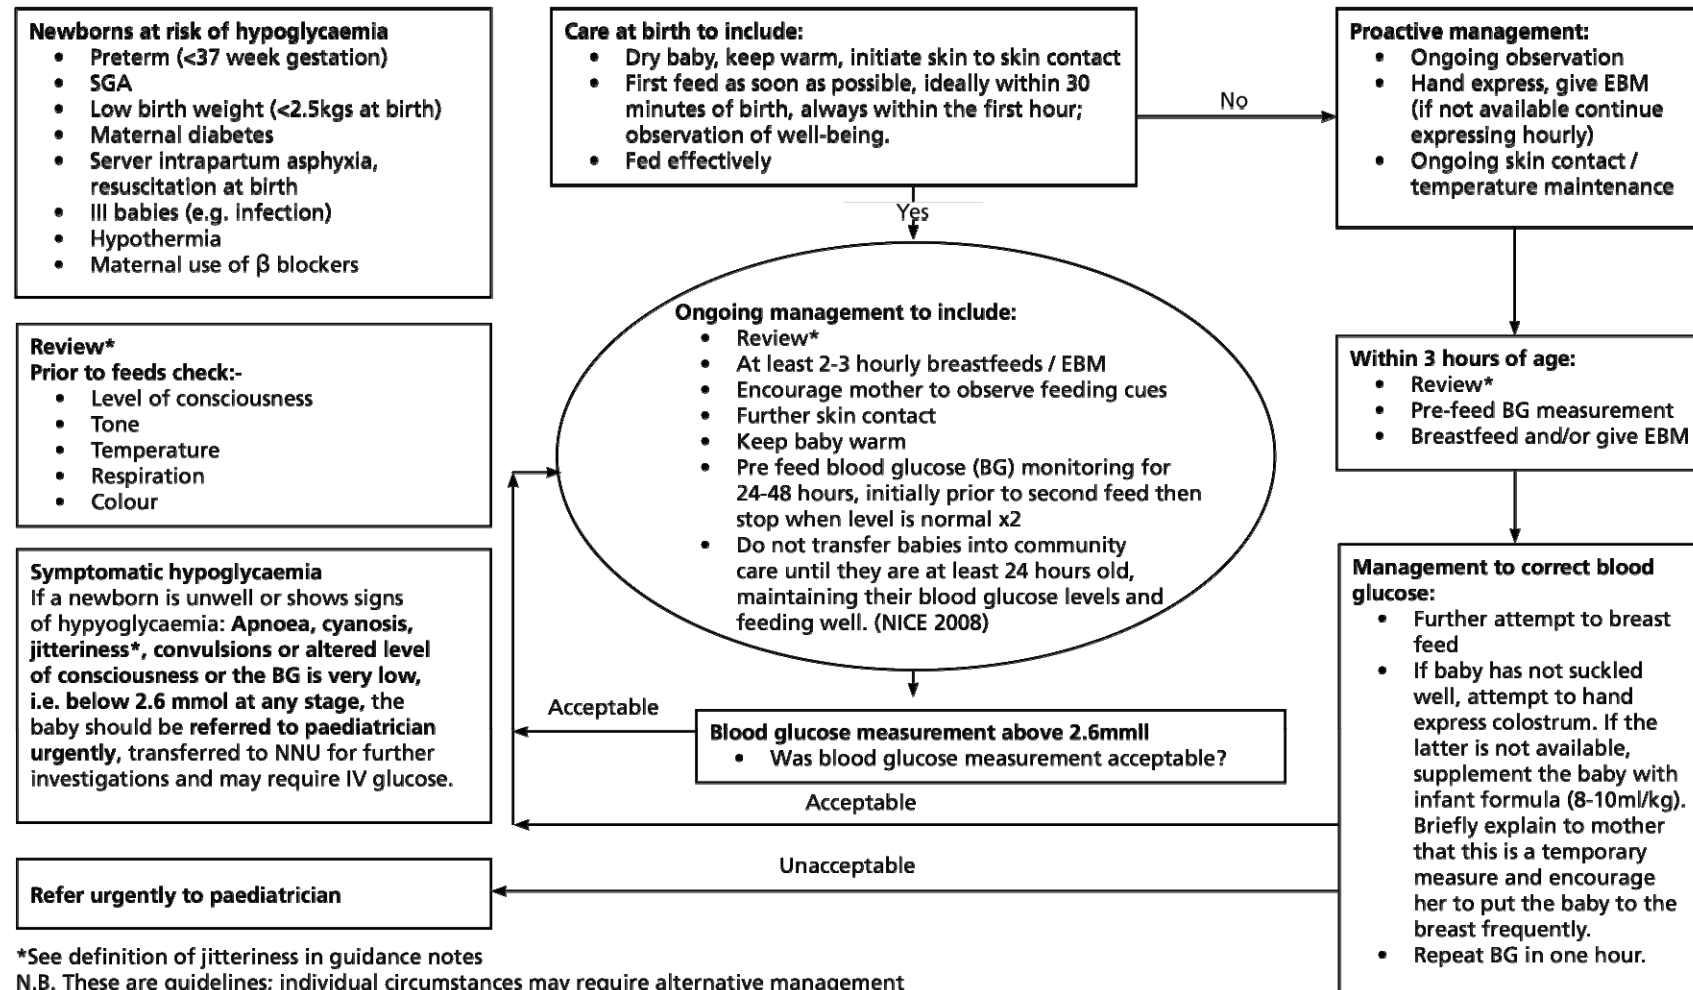 Newborns at risk of hypoglycaemia
• Preterm (<37 week gestation)
• SGA
• Low birth weight (<2.5kgs at birth)
• Maternal diabetes
• Server intrapartum asphyxia,
resuscitation at birth
• III babies (e.g. infection)
• Hypothermia
• Maternal use of β blockers
Care at birth to include:
• Dry baby, keep warm, initiate skin to skin contact
• First feed as soon as possible, ideally within 30
minutes of birth, always within the first hour;
observation of well-being.
• Fed effectively
No
Yes
Proactive management:
• Ongoing observation
• Hand express, give EBM
(if not available continue
expressing hourly)
• Ongoing skin contact /
temperature maintenance
Review*
Prior to feeds check:-
• Level of consciousness
• Tone
• Temperature
• Respiration
• Colour
Ongoing management to include:
• Review*
• At least 2-3 hourly breastfeeds / EBM
• Encourage mother to observe feeding cues
• Further skin contact
• Keep baby warm
• Pre feed blood glucose (BG) monitoring for
24-48 hours, initially prior to second feed then
stop when level is normal x2
• Do not transfer babies into community
care until they are at least 24 hours old,
maintaining their blood glucose levels and
feeding well. (NICE 2008)
Within 3 hours of age:
• Review*
• Pre-feed BG measurement
• Breastfeed and/or give EBM
Symptomatic hypoglycaemia
If a newborn is unwell or shows signs
of hypyoglycaemia: Apnoea, cyanosis,
jitteriness*, convulsions or altered level
of consciousness or the BG is very low,
i.e. below 2.6 mmol at any stage, the
baby should be referred to paediatrician
urgently, transferred to NNU for further
investigations and may require IV glucose.
Acceptable
Blood glucose measurement above 2.6mmll
• Was blood glucose measurement acceptable?
Acceptable
Unacceptable
Management to correct blood
glucose:
• Further attempt to breast
feed
• If baby has not suckled
well, attempt to hand
express colostrum. If the
latter is not available,
supplement the baby with
infant formula (8-10ml/kg).
Briefly explain to mother
that this is a temporary
measure and encourage
her to put the baby to the
breast frequently.
• Repeat BG in one hour.
Refer urgently to paediatrician
*See definition of jitteriness in guidance notes
N.B. These are guidelines; individual circumstances may require alternative management